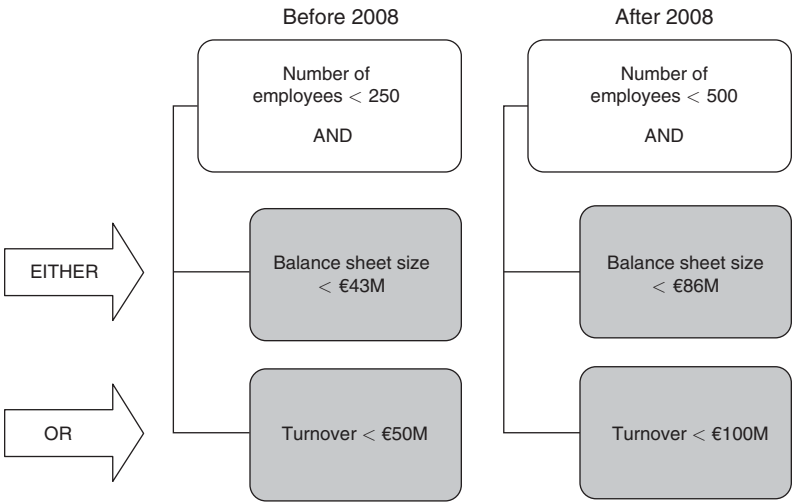 Before 2008
After 2008
Number of
employees < 250
AND
Number of
employees < 500
AND
EITHER
Balance sheet size
< €43M
Balance sheet size
< €86M
OR
Turnover < €50M
Turnover < €100M